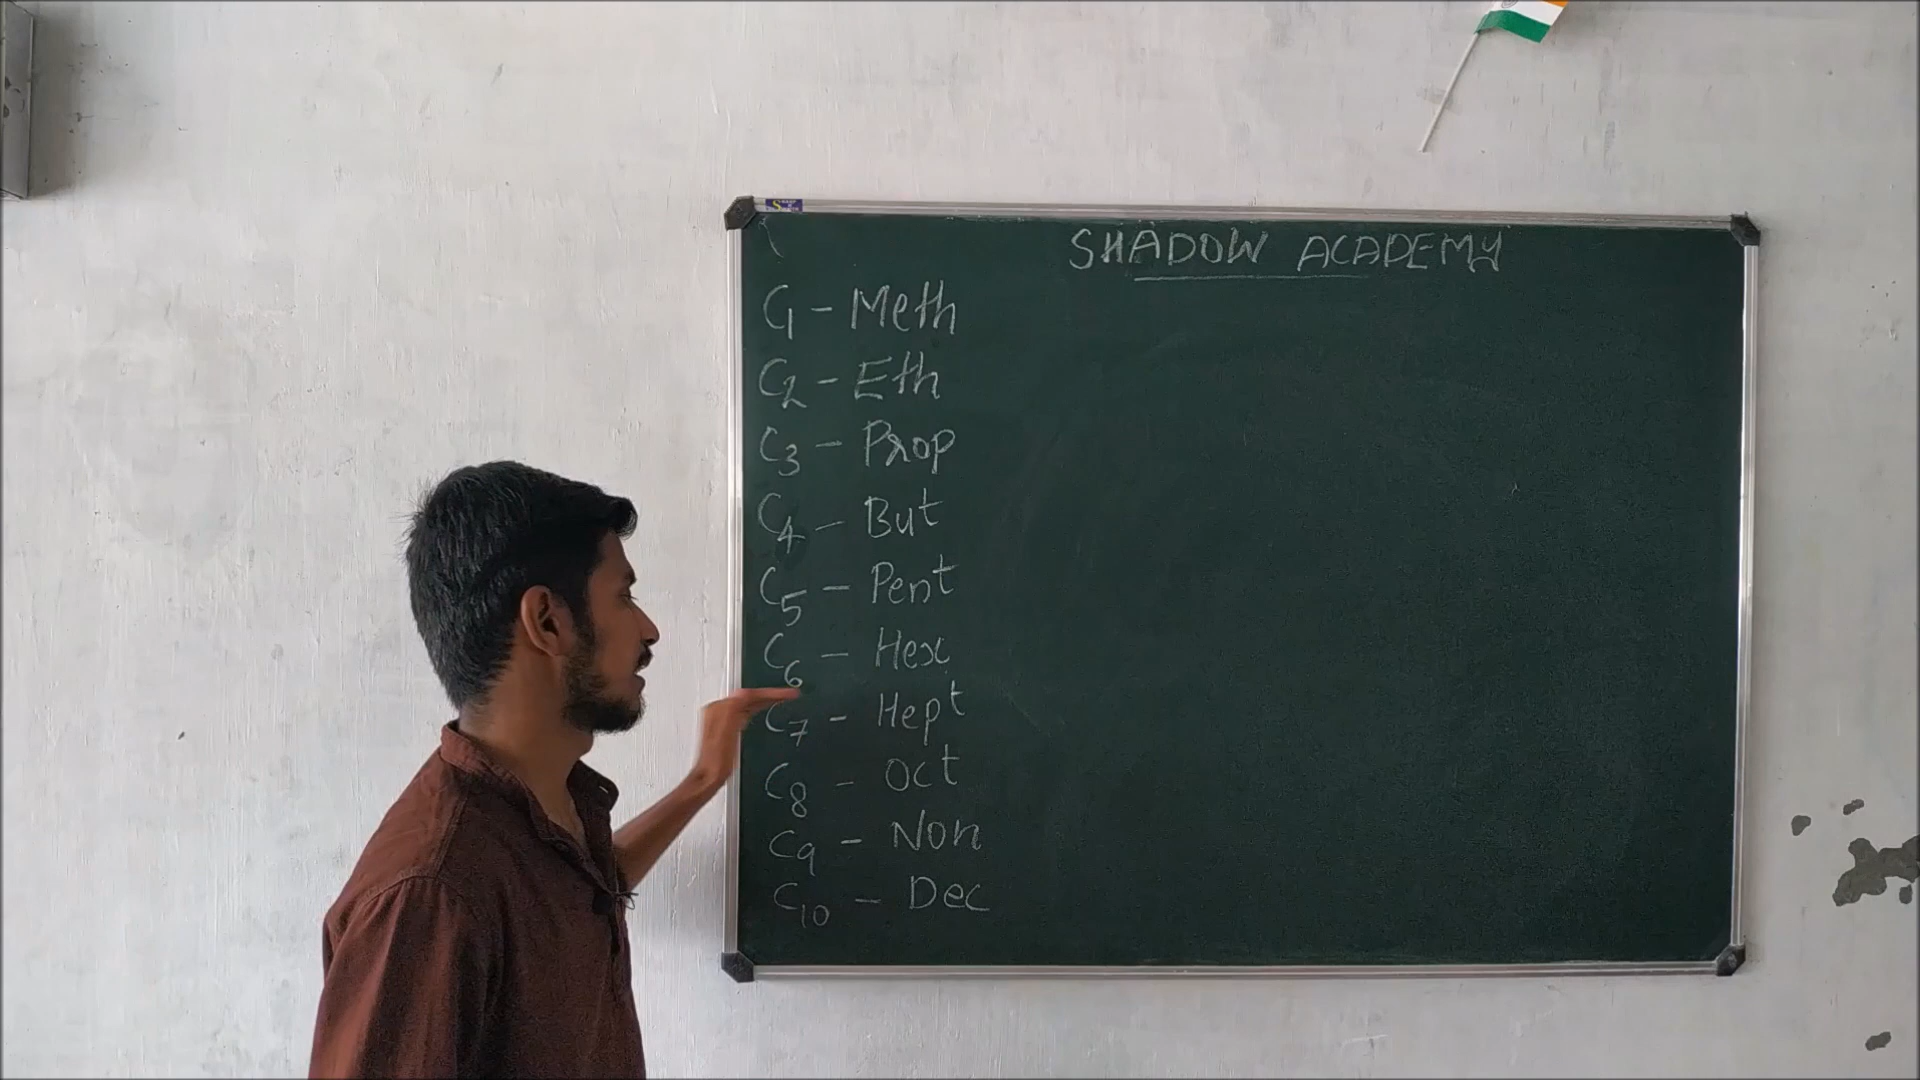 SHADOW ACADEMY
C1 - Meth
C2 - Eth
C3 - Prop
C4 - But
C5 - Pent
C6 - Hex
C7 - Hept
C8 - Oct
C9 - Non
C10 - Dec